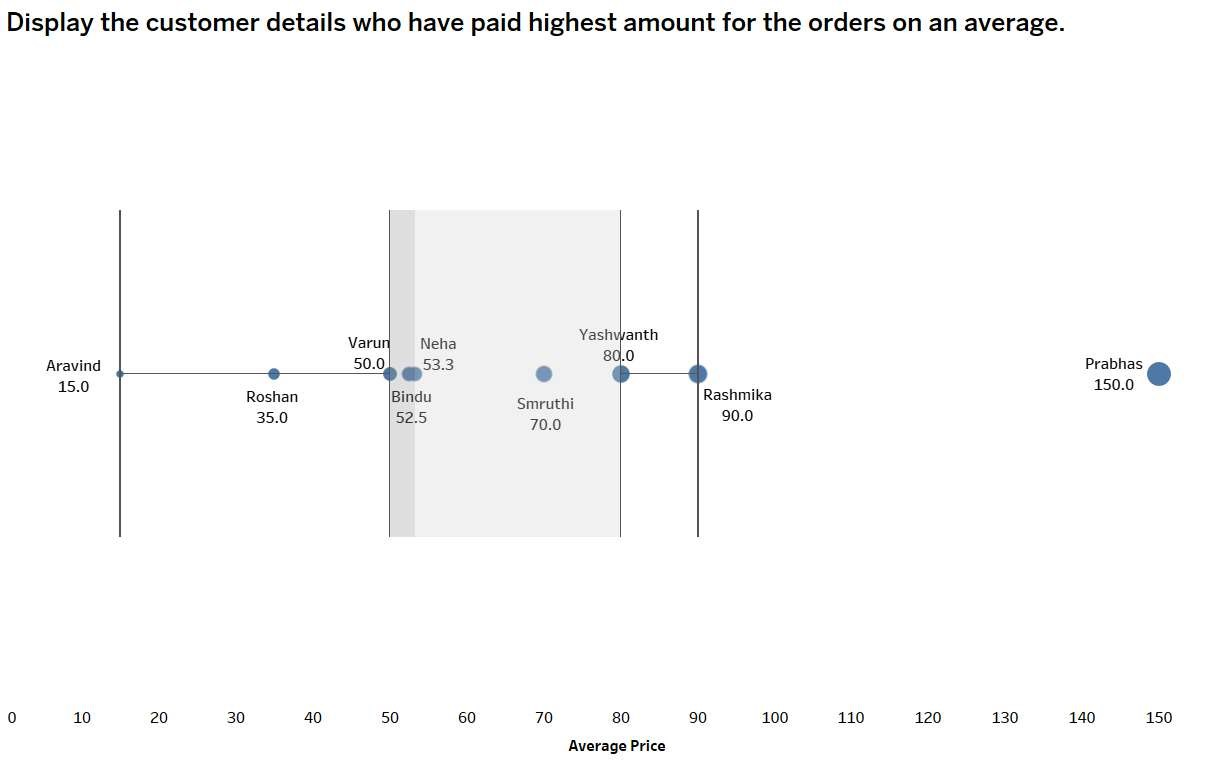 Display the customer details who have paid highest amount for the orders on an average.
Aravind
15.0
Roshan
35.0
Varun
50.0
Bindu
52.5
Neha
53.3
Smruthi
70.0
Yashwanth
80.0
Rashmika
90.0
Prabhas
150.0
0 10 20 30 40 50 60 70 80 90 100 110 120 130 140 150
Average Price